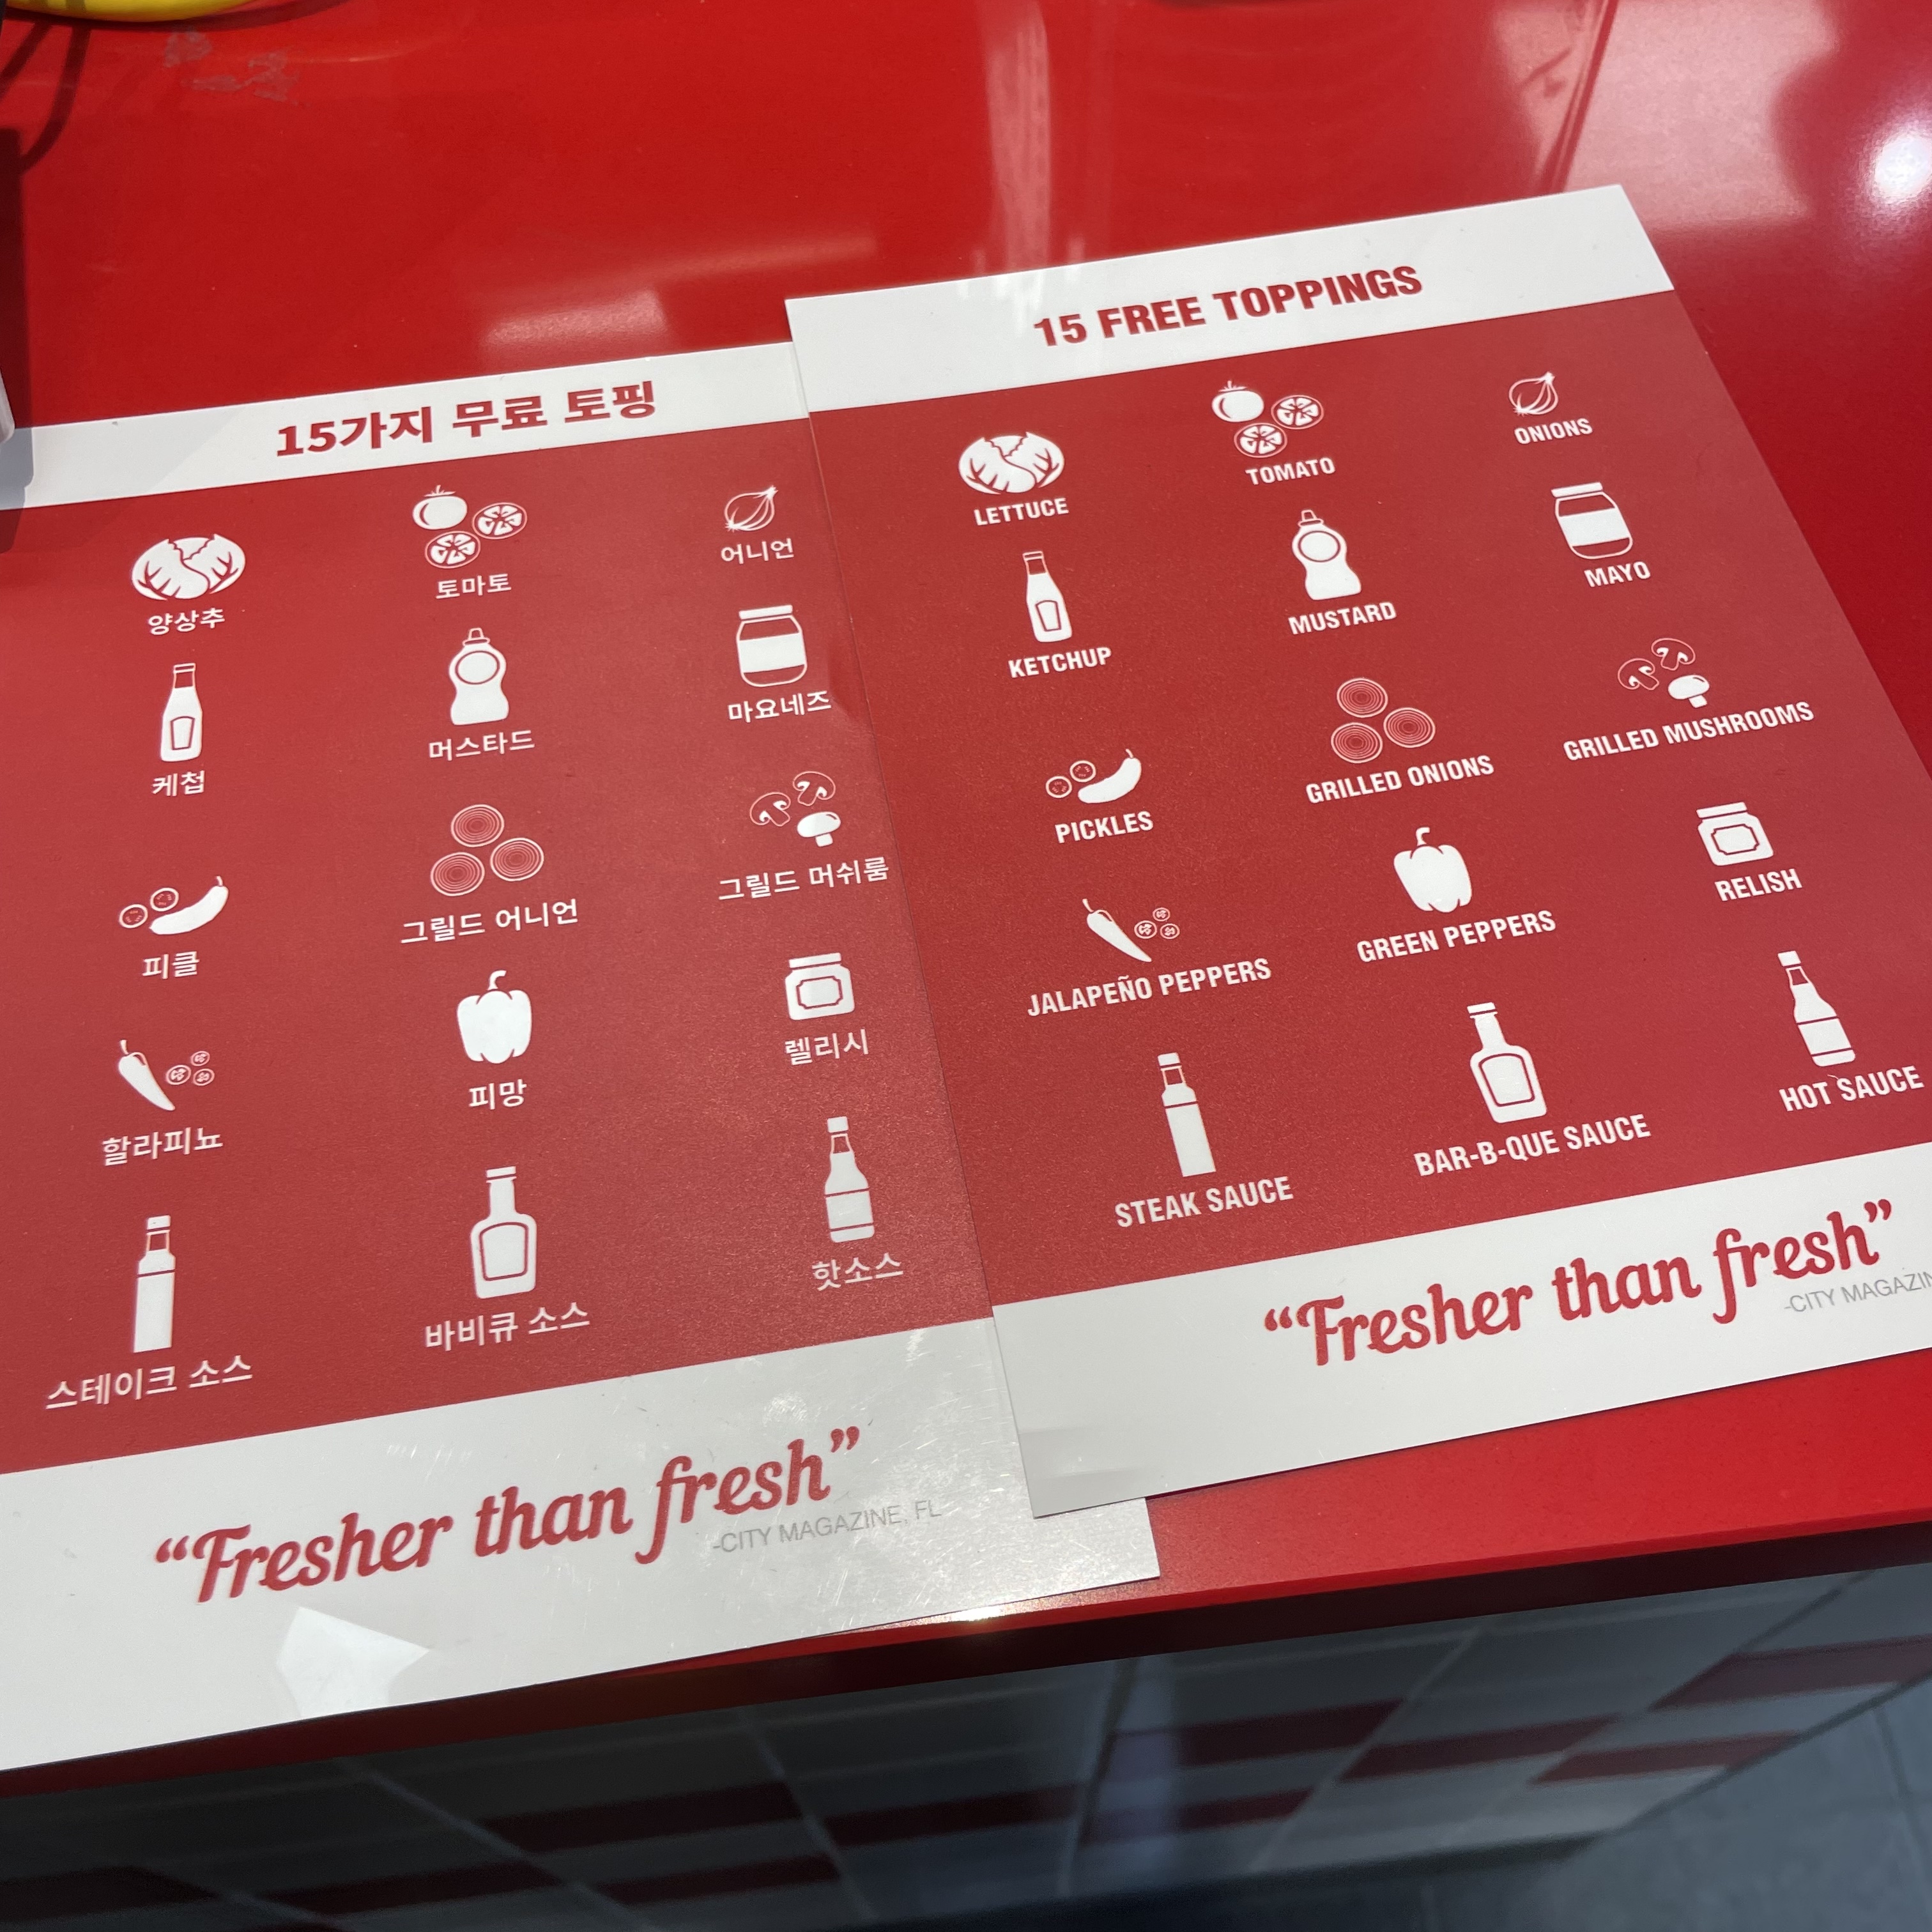 15가지 무료 토핑
양상추
토마토
어니언
케첩
머스타드
마요네즈
피클
그릴드 어니언
그릴드 머쉬룸
할라피뇨
피망
렐리시
스테이크 소스
바비큐 소스
핫소스
“Fresher than fresh”
-CITY MAGAZINE, FL
15 FREE TOPPINGS
LETTUCE
TOMATO
ONIONS
KETCHUP
MUSTARD
MAYO
PICKLES
GRILLED ONIONS
GRILLED MUSHROOMS
JALAPEÑO PEPPERS
GREEN PEPPERS
RELISH
STEAK SAUCE
BAR-B-QUE SAUCE
HOT SAUCE
“Fresher than fresh”
-CITY